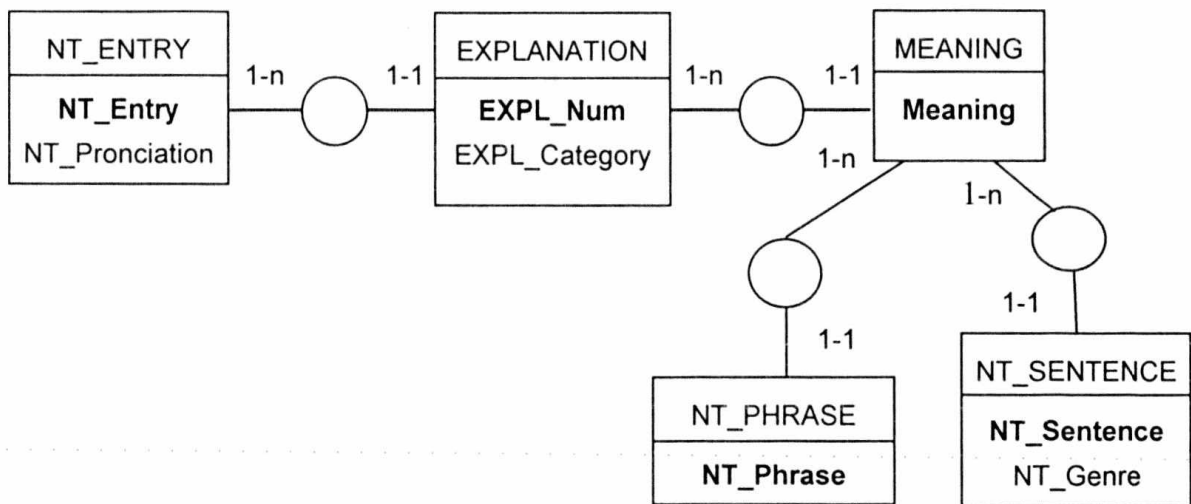 NT_ENTRY
NT_Entry
NT_Pronciation
1-n
1-1
EXPLANATION
EXPL_Num
EXPL_Category
1-n
1-1
MEANING
Meaning
1-n
1-n
1-1
1-1
NT_PHRASE
NT_Phrase
NT_SENTENCE
NT_Sentence
NT_Genre